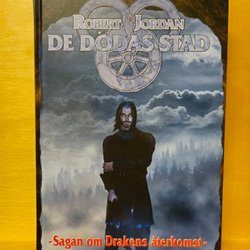 ROBERT JORDAN
DE DÖDAS STAD
-Sagan om Drakens återkomst-